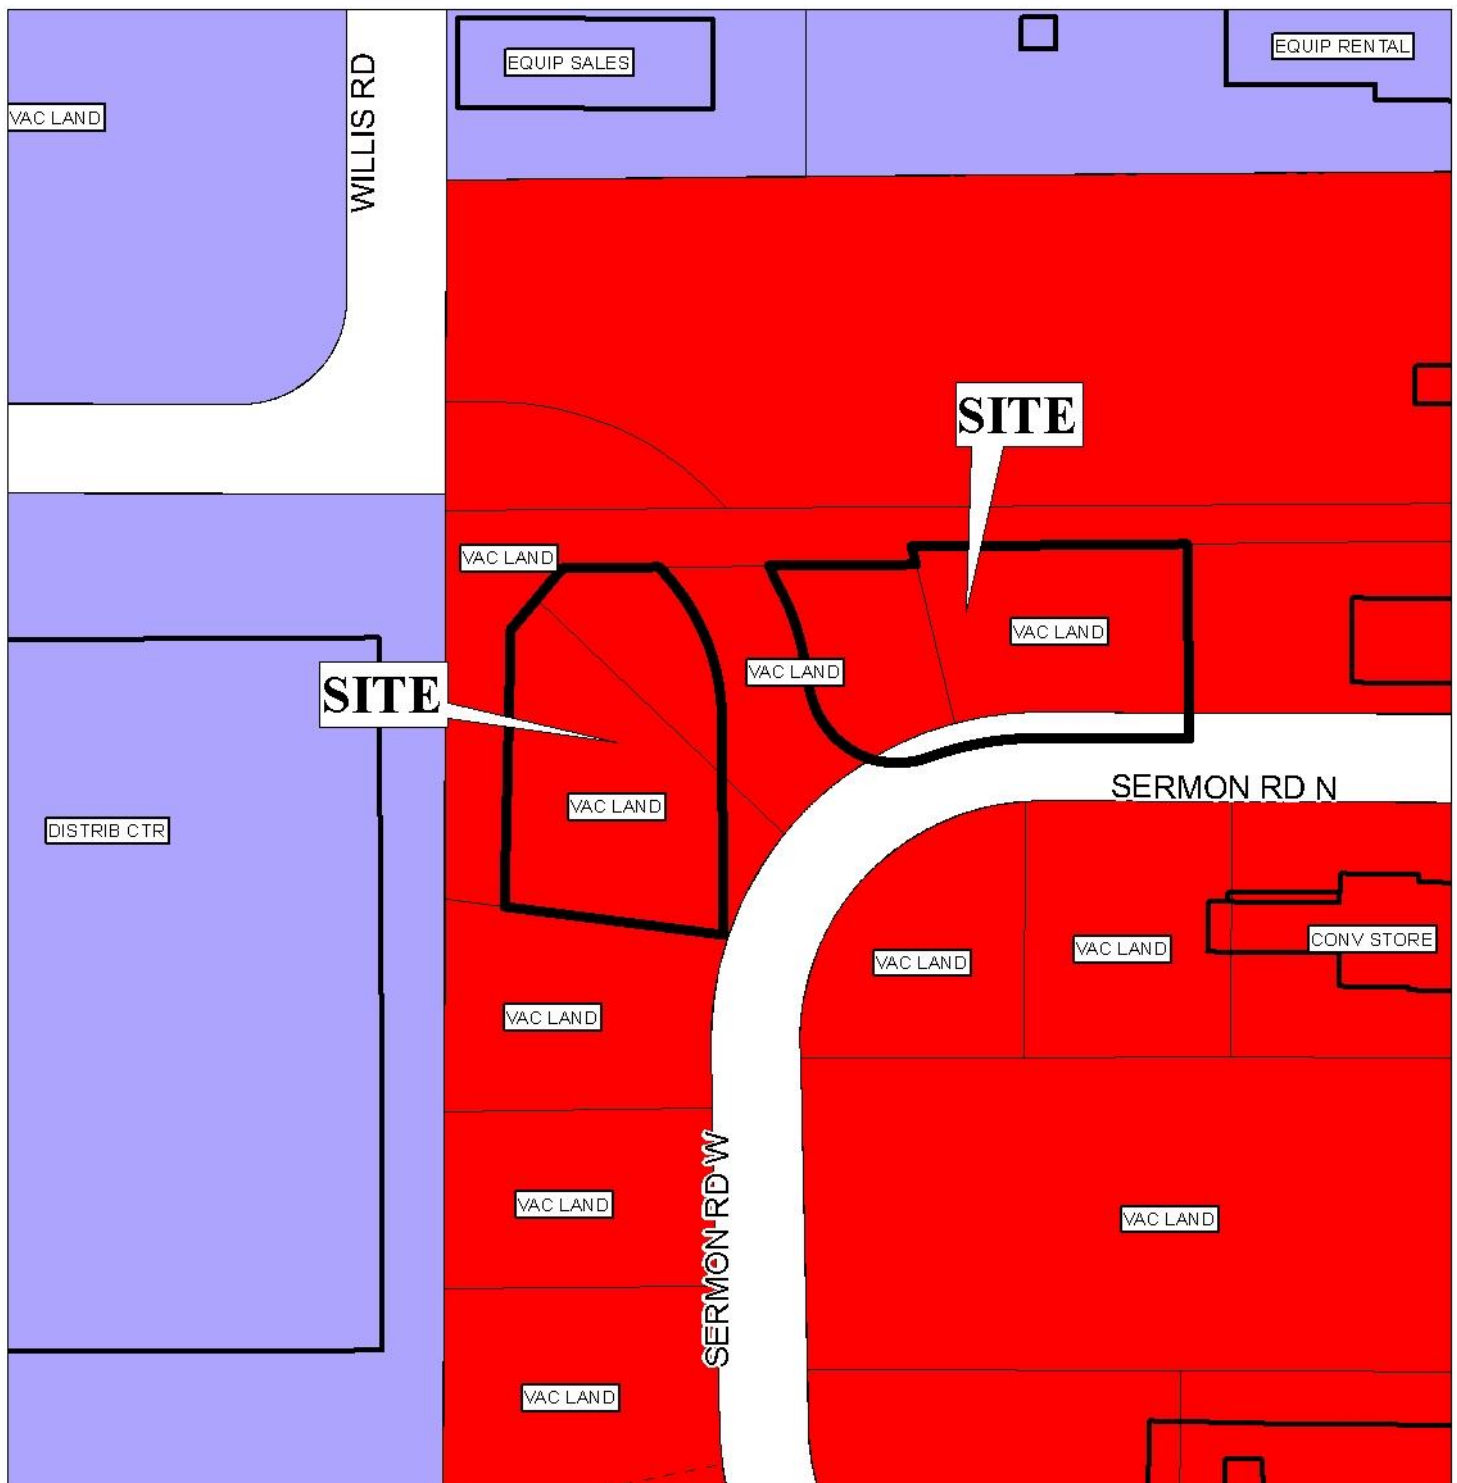 EQUIP SALES
EQUIP RENTAL
VAC LAND
WILLIS RD
SITE
VAC LAND
VAC LAND
VAC LAND
SITE
VAC LAND
SERMON RD N
DISTRIB CTR
VAC LAND
VAC LAND
CONV STORE
VAC LAND
VAC LAND
VAC LAND
SERMON RD W
VAC LAND